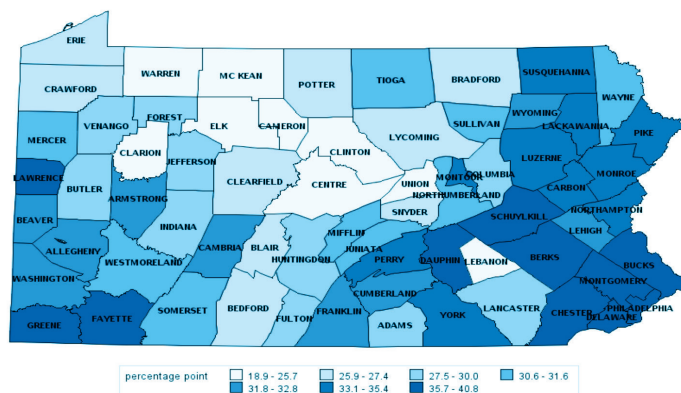 ERIE
WARREN
MC KEAN
SUSQUEHANNA
CRAWFORD
POTTER
TIOGA
BRADFORD
WAYNE
FOREST
WYOMING
VENANGO
ELK
CAMERON
SULLIVAN
LACKAWANNA
MERCER
LYCOMING
PIKE
CLARION
CLINTON
JEFFERSON
LUZERNE
LAWRENCE
COLUMBIA
MONROE
MONTOUR
CLEARFIELD
CENTRE
UNION
BUTLER
CARBON
ARMSTRONG
NORTHUMBERLAND
BEAVER
SNYDER
NORTHAMPTON
SCHUYLKILL
INDIANA
LEHIGH
MIFFLIN
ALLEGHENY
CAMBRIA
BLAIR
JUNIATA
PERRY
DAUPHIN
LEBANON
BERKS
HUNTINGDON
WESTMORELAND
BUCKS
WASHINGTON
MONTGOMERY
CUMBERLAND
PHILADELPHIA
SOMERSET
BEDFORD
FRANKLIN
YORK
LANCASTER
CHESTER
DELAWARE
FAYETTE
FULTON
GREENE
ADAMS
percentage point 18.9 - 25.7 25.9 - 27.4 27.5 - 30.0 30.6 - 31.6
31.8 - 32.8 33.1 - 35.4 35.7 - 40.8